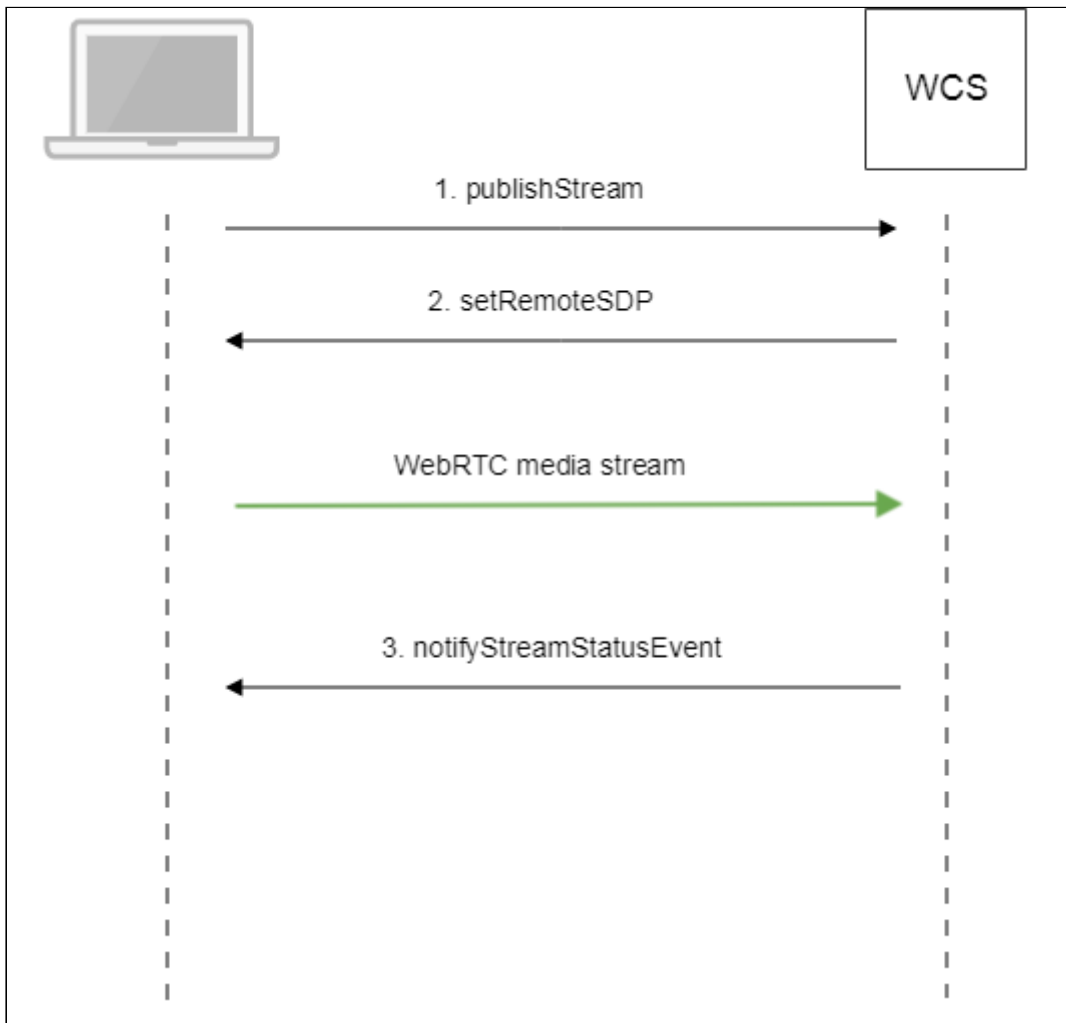 WCS
1. publishStream
2. setRemoteSDP
WebRTC media stream
3. notifyStreamStatusEvent